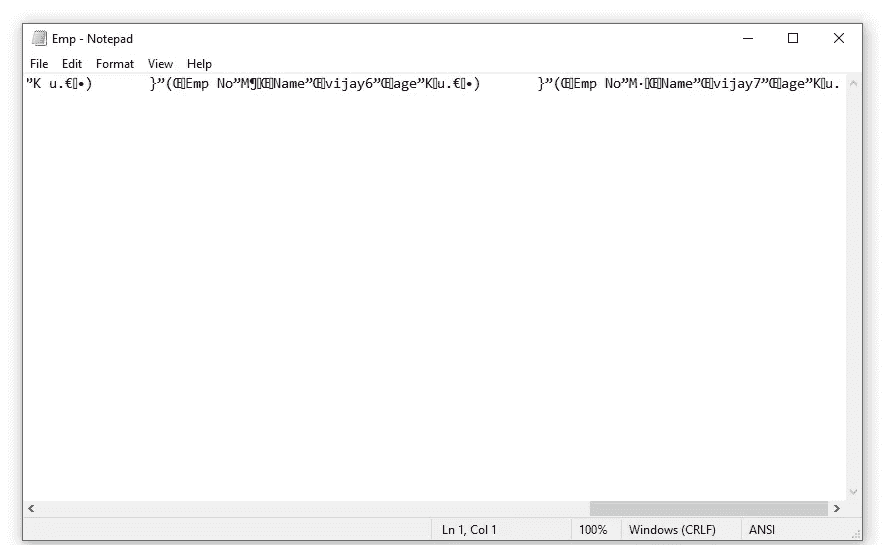 Emp - Notepad
File Edit Format View Help
”K u.€▯•) }”(Œ▯Emp No”M¶▯Œ▯Name”Œ▯vijay6”Œ▯age”K▯u.€▯•) }”(Œ▯Emp No”M·▯Œ▯Name”Œ▯vijay7”Œ▯age”K▯u.
Ln 1, Col 1 100% Windows (CRLF) ANSI